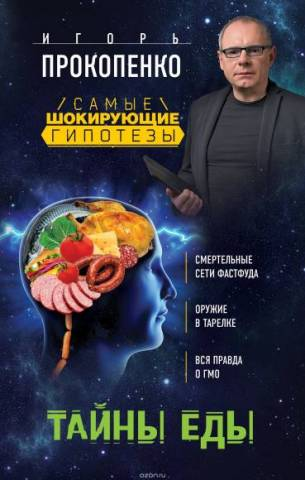 ИГОРЬ
ПРОКОПЕНКО
/САМЫЕ\
ШОКИРУЮЩИЕ
\ГИПОТЕЗЫ/
СМЕРТЕЛЬНЫЕ
СЕТИ ФАСТФУДА
ОРУЖИЕ
В ТАРЕЛКЕ
ВСЯ ПРАВДА
О ГМО
ТАЙНЫ ЕДЫ
ozon.ru